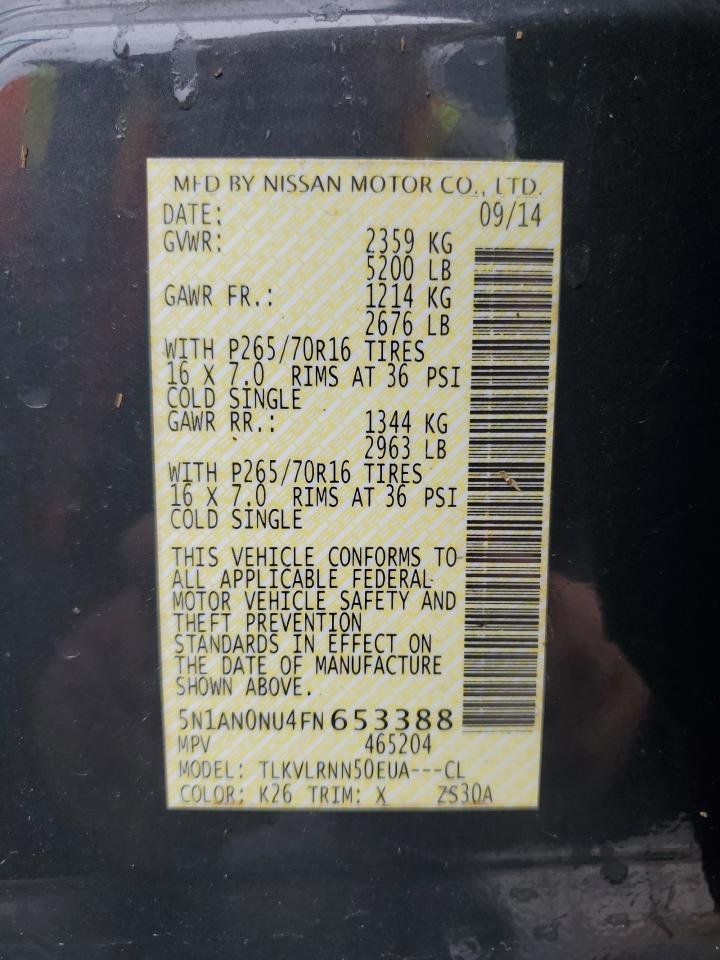 MFD BY NISSAN MOTOR CO., LTD.
DATE: 09/14
GVWR: 2359 KG
5200 LB
GAWR FR.: 1214 KG
2676 LB
WITH P265/70R16 TIRES
16 X 7.0 RIMS AT 36 PSI
COLD SINGLE
GAWR RR.: 1344 KG
2963 LB
WITH P265/70R16 TIRES
16 X 7.0 RIMS AT 36 PSI
COLD SINGLE
THIS VEHICLE CONFORMS TO
ALL APPLICABLE FEDERAL
MOTOR VEHICLE SAFETY AND
THEFT PREVENTION
STANDARDS IN EFFECT ON
THE DATE OF MANUFACTURE
SHOWN ABOVE.
5N1AN0NU4FN653388
MPV 465204
MODEL: TLKVLRNN50EUA---CL
COLOR: K26 TRIM: X ZS30A